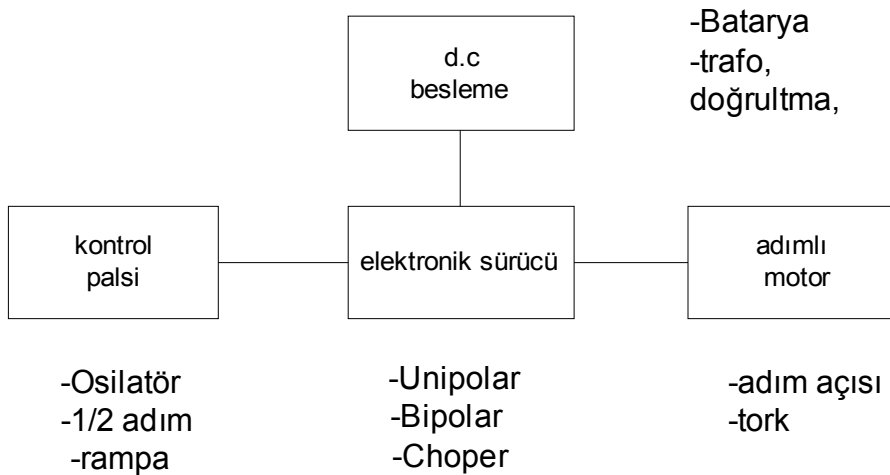 d.c
besleme
-Batarya
-trafo,
doğrultma,
kontrol
palsi
elektronik sürücü
adımlı
motor
-Osilatör
-1/2 adım
-rampa
-Unipolar
-Bipolar
-Choper
-adım açısı
-tork